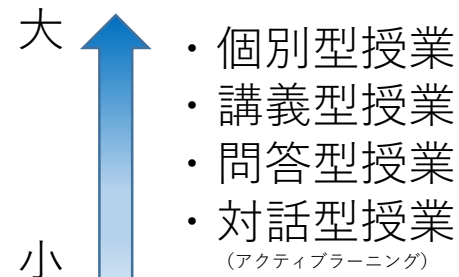 大
・個別型授業
・講義型授業
・問答型授業
・対話型授業
（アクティブラーニング）
小